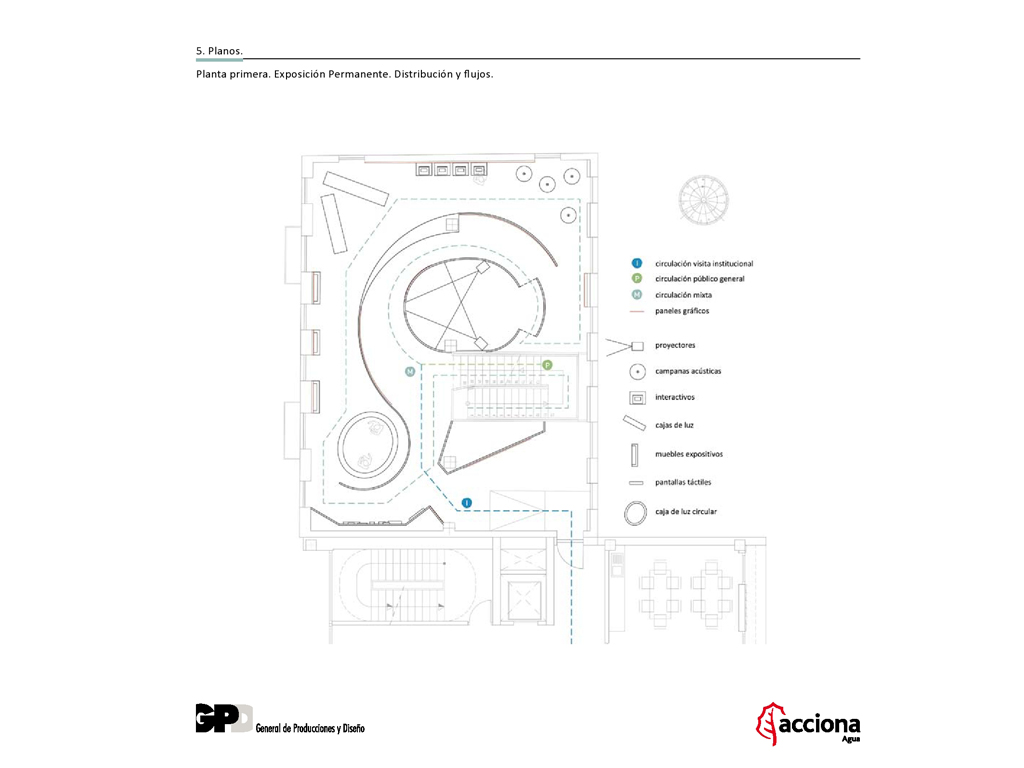 5. Planos.
Planta primera. Exposición Permanente. Distribución y flujos.
I circulación visita institucional
P circulación público general
M circulación mixta
paneles gráficos
proyectores
campanas acústicas
interactivos
cajas de luz
muebles expositivos
pantallas táctiles
caja de luz circular
P
M
I
GPD General de Producciones y Diseño
acciona
Agua